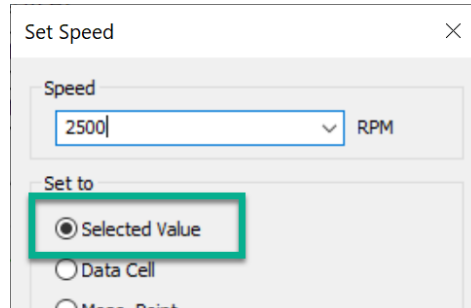 Set Speed
Speed
2500
RPM
Set to
Selected Value
Data Cell